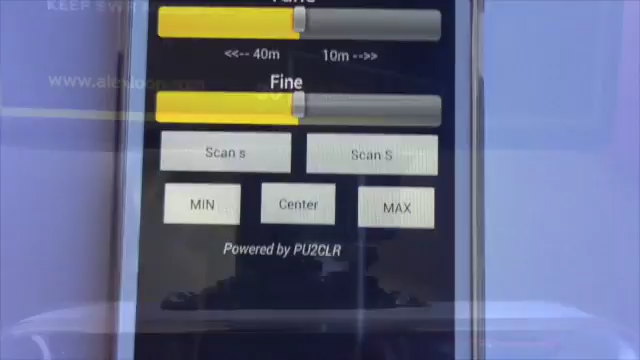 <<-- 40m 10m -->>
Fine
Scan s Scan S
MIN Center MAX
Powered by PU2CLR